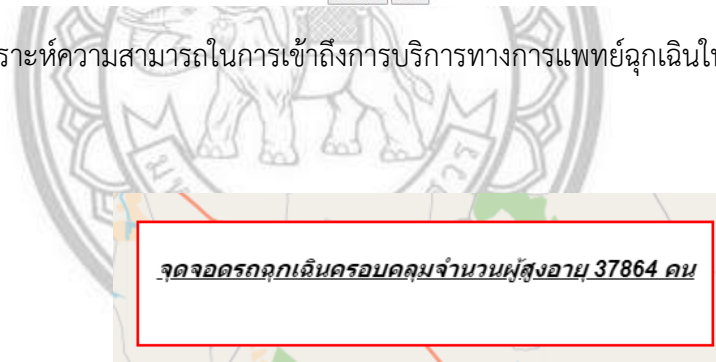 ราะห์ความสามารถในการเข้าถึงการบริการทางการแพทย์ฉุกเฉินใน
จุดจอดรถฉุกเฉินครอบคลุมจำนวนผู้สูงอายุ 37864 คน